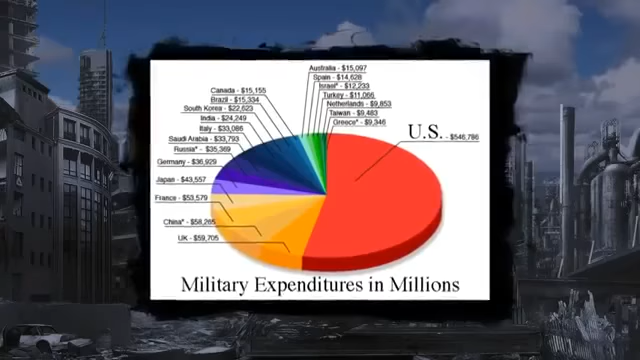 Australia - $15,097
Spain - $14,628
Israel* - $12,233
Turkey - $11,066
Netherlands - $9,853
Taiwan - $9,483
Greece* - $9,346
Canada - $15,155
Brazil - $15,334
South Korea - $22,623
India - $24,249
Italy - $33,086
Saudi Arabia - $33,793
Russia* - $35,369
Germany - $36,929
Japan - $43,557
France - $53,579
China* - $58,265
UK - $59,705
U.S. - $546,786
Military Expenditures in Millions